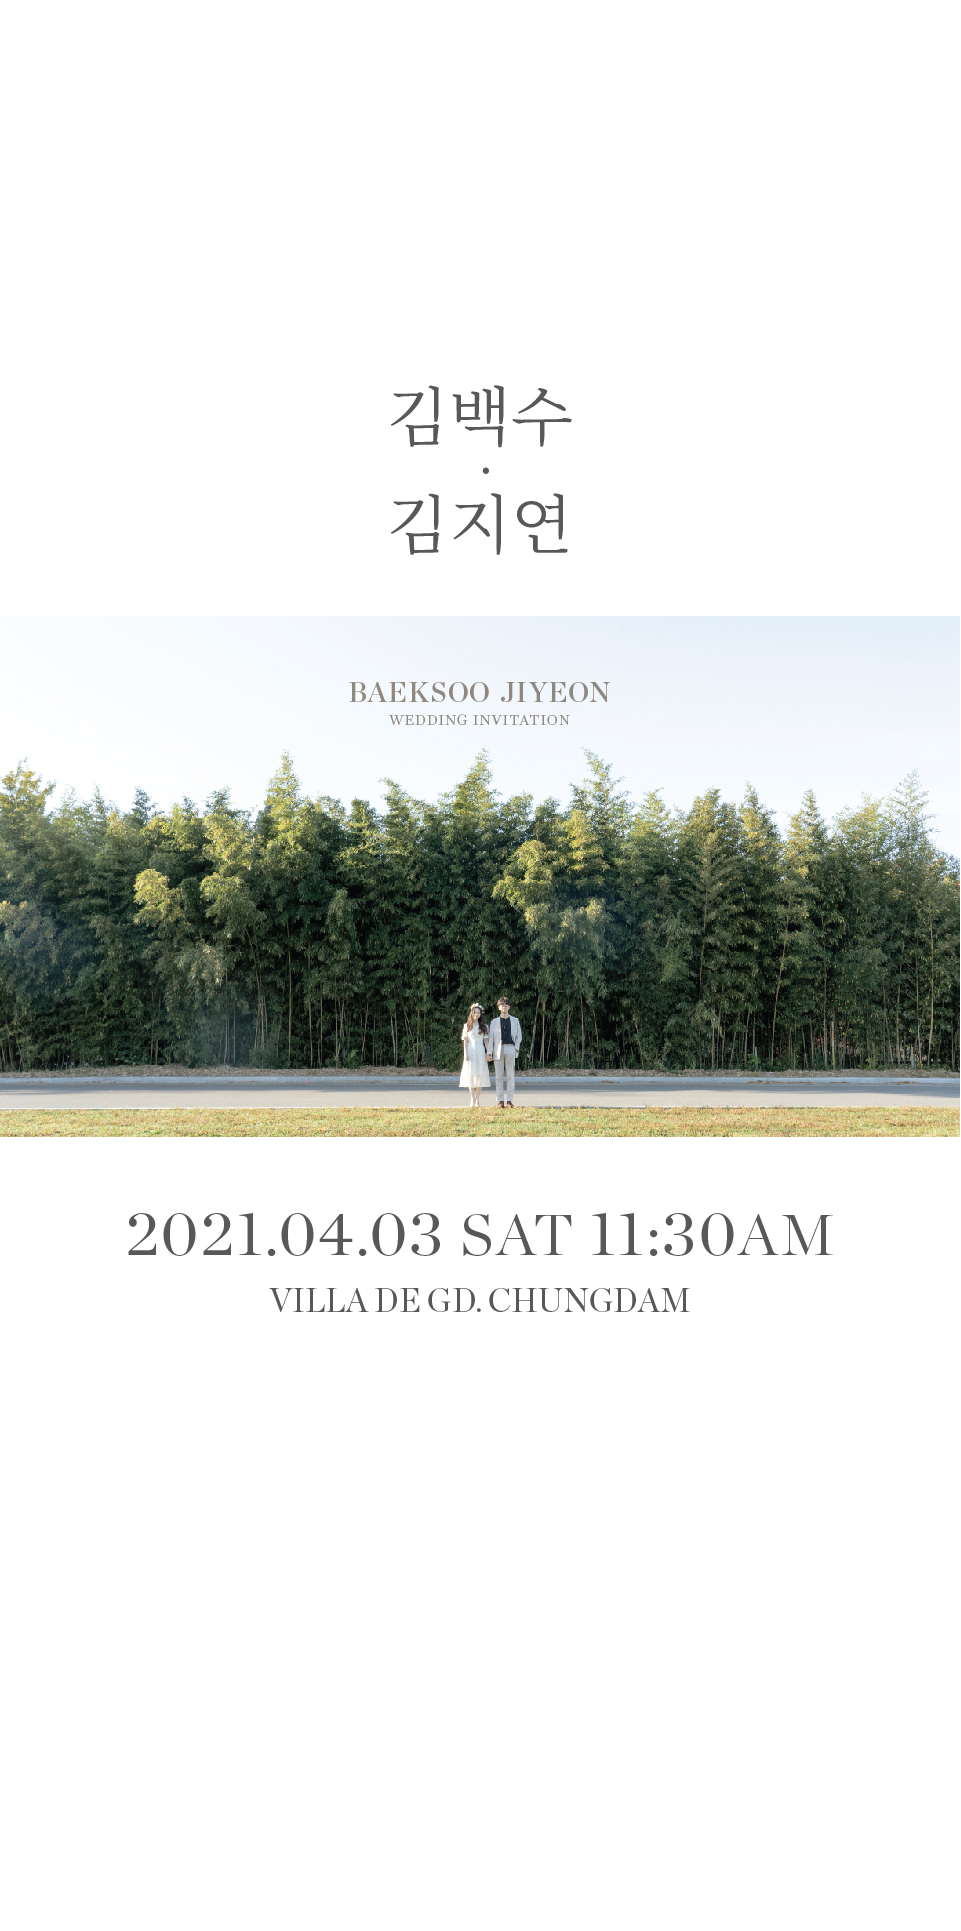 김백수
·
김지연
BAEKSOO JIYEON
WEDDING INVITATION
2021.04.03 SAT 11:30AM
VILLA DE GD. CHUNGDAM